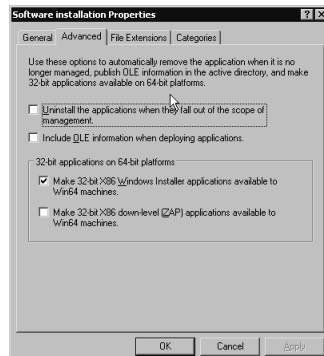 Software installation Properties
General Advanced File Extensions Categories
Use these options to automatically remove the application when it is no
longer managed, publish OLE information in the active directory, and make
32-bit applications available on 64-bit platforms.
Uninstall the applications when they fall out of the scope of
management.
Include OLE information when deploying applications.
32-bit applications on 64-bit platforms
Make 32-bit X86 Windows Installer applications available to
Win64 machines.
Make 32-bit X86 down-level (ZAP) applications available to
Win64 machines.
OK Cancel Apply